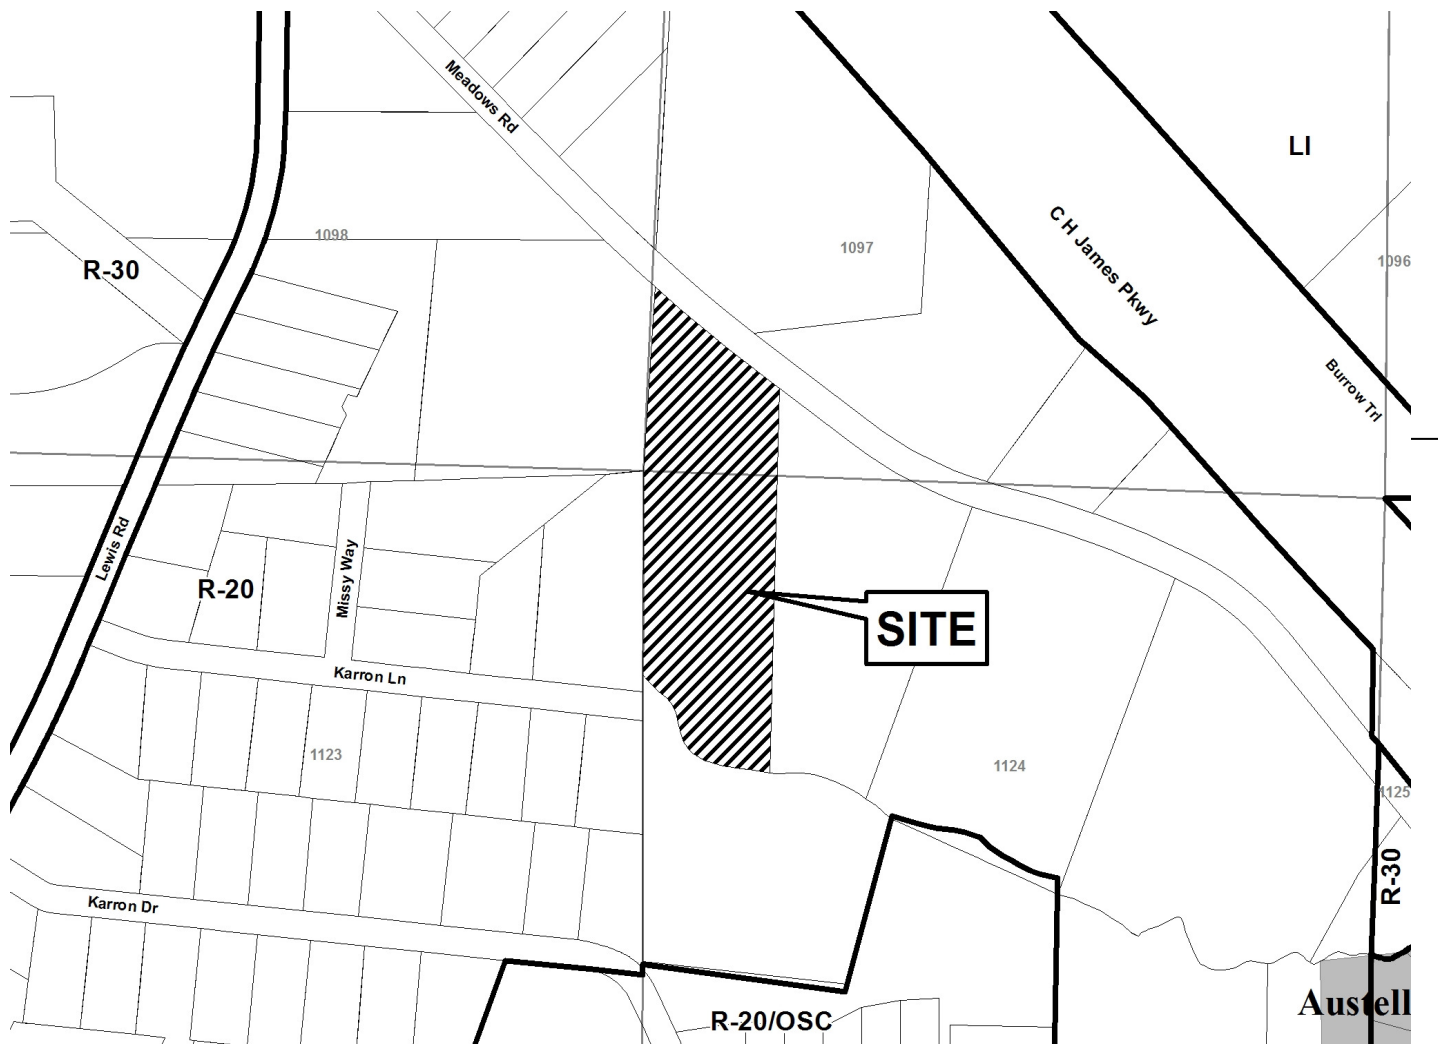 Meadows Rd
LI
C H James Pkwy
1098
1097
1096
R-30
Burrow Trl
Lewis Rd
Missy Way
R-20
SITE
Karron Ln
1123
1124
1125
R-30
Karron Dr
Austell
R-20/OSC